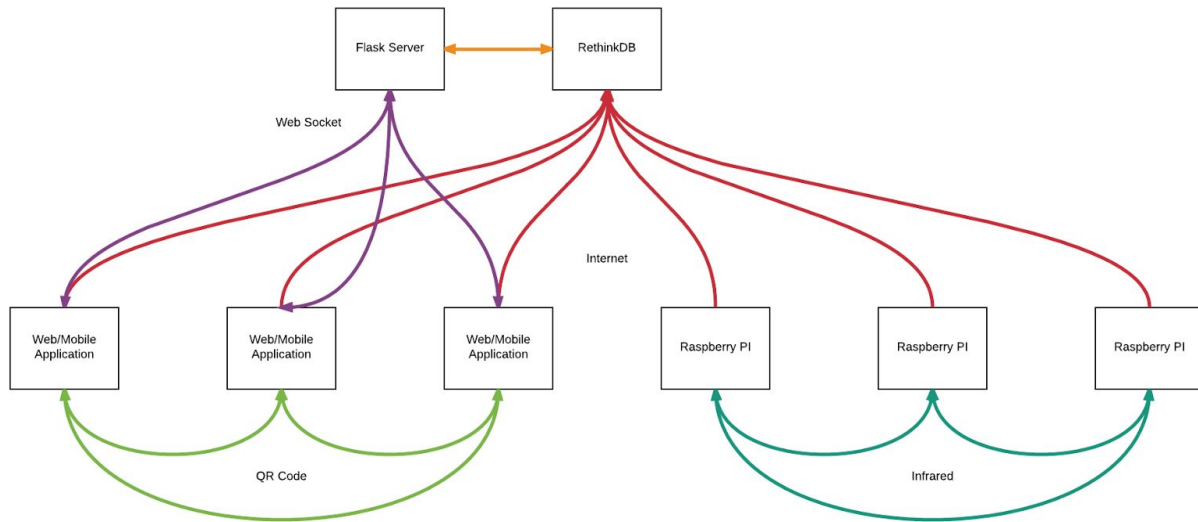 Flask Server
RethinkDB
Web Socket
Internet
Web/Mobile
Application
Web/Mobile
Application
Web/Mobile
Application
Raspberry PI
Raspberry PI
Raspberry PI
QR Code
Infrared